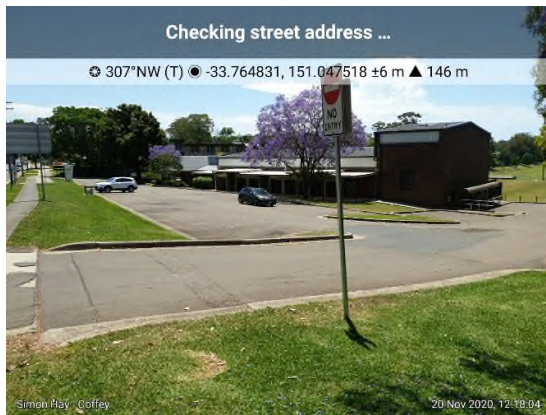 Checking street address ...
307°NW (T) -33.764831, 151.047518 ±6 m ▲ 146 m
NO
ENTRY
Simon Hay - Coffey
20 Nov 2020, 12:18:04